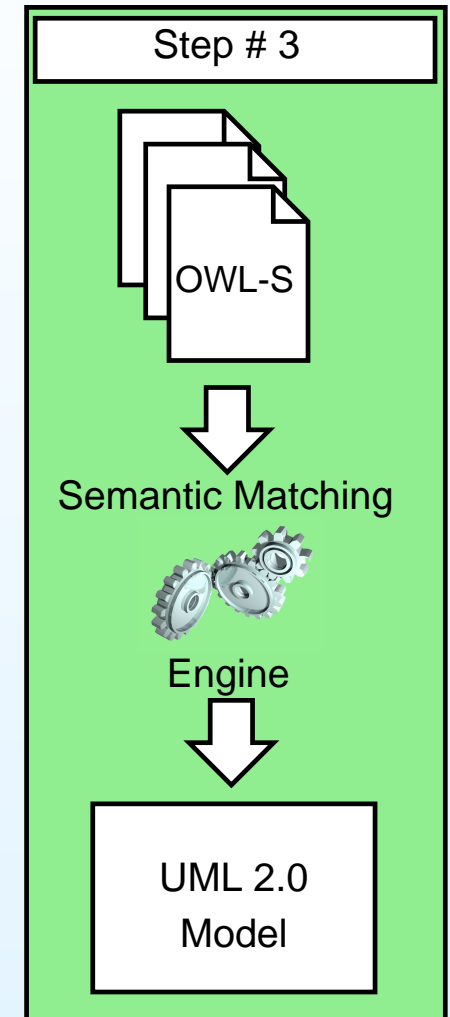 Step # 3
OWL-S
Semantic Matching
Engine
UML 2.0
Model